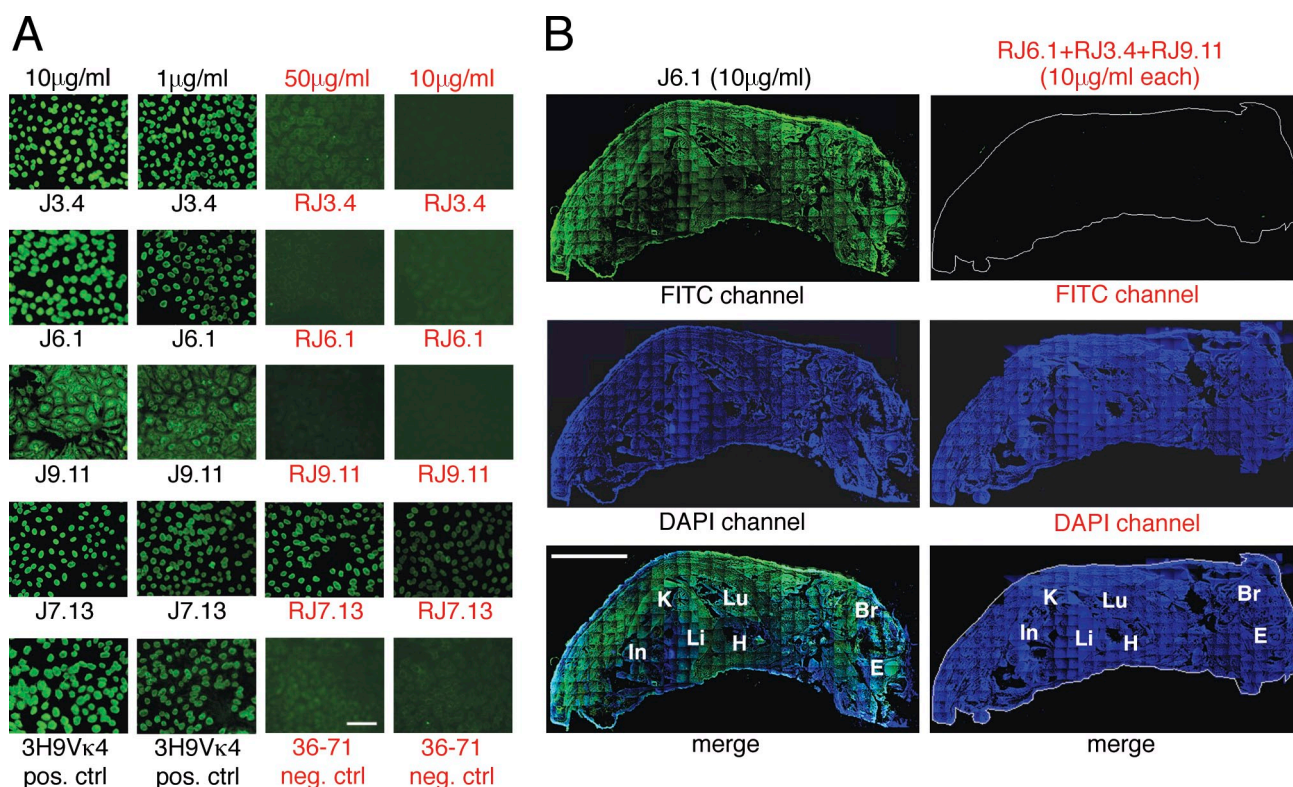 A
10µg/ml 1µg/ml 50µg/ml 10µg/ml
J3.4 J3.4 RJ3.4 RJ3.4
J6.1 J6.1 RJ6.1 RJ6.1
J9.11 J9.11 RJ9.11 RJ9.11
J7.13 J7.13 RJ7.13 RJ7.13
3H9Vκ4 3H9Vκ4 36-71 36-71
pos. ctrl pos. ctrl neg. ctrl neg. ctrl
B
J6.1 (10µg/ml)
RJ6.1+RJ3.4+RJ9.11
(10µg/ml each)
FITC channel FITC channel
DAPI channel DAPI channel
K Lu Br
In Li H E
K Lu Br
In Li H E
merge merge